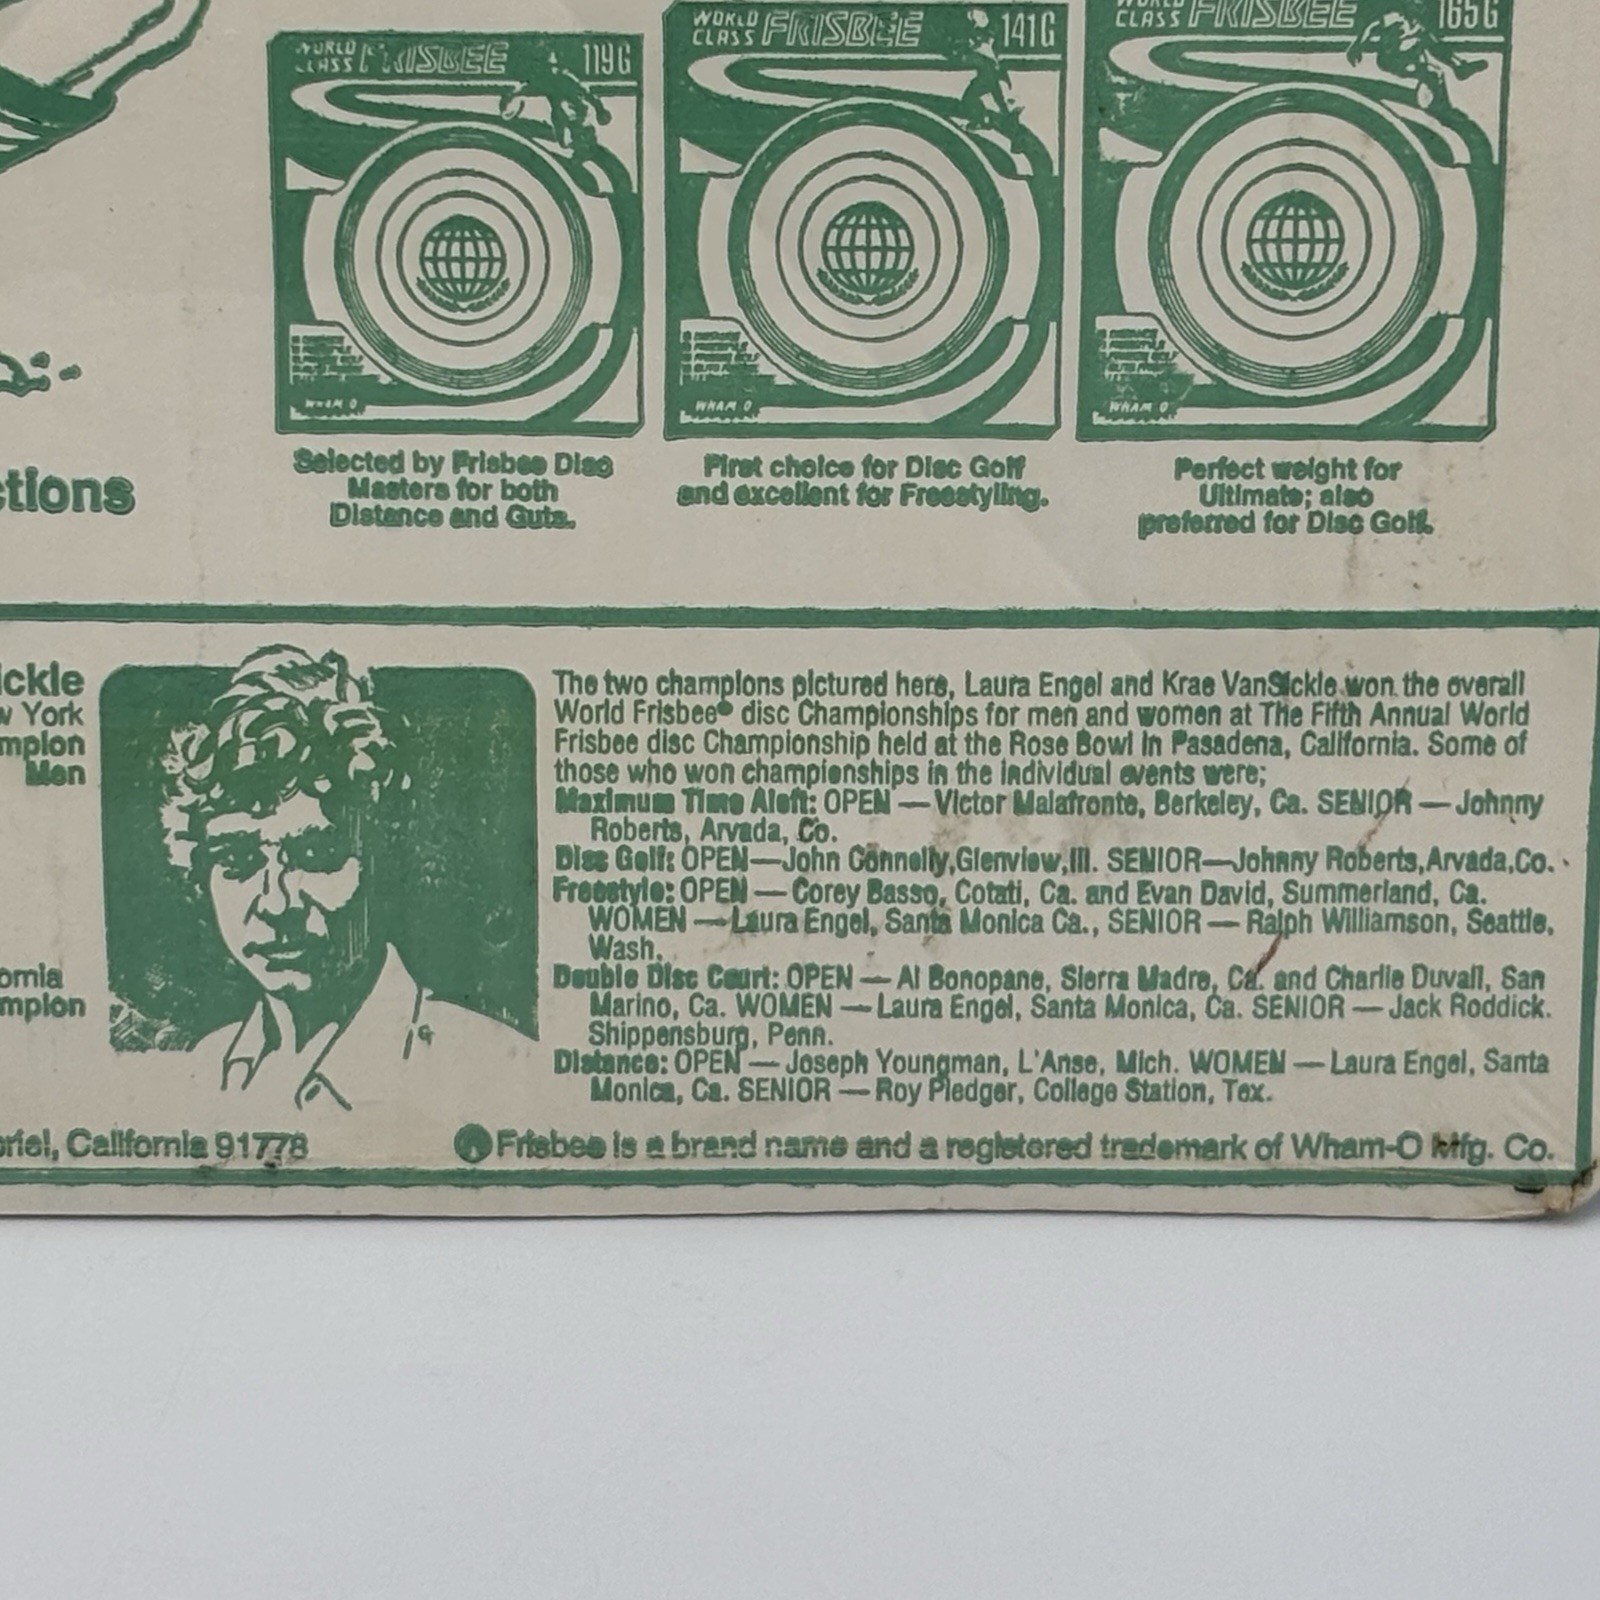 WORLD CLASS FRISBEE 119G
WORLD CLASS FRISBEE 141G
WORLD CLASS FRISBEE 165G
WHAM O
WHAM O
WHAM O
Selected by Frisbee Disc
Masters for both
Distance and Guts.
First choice for Disc Golf
and excellent for Freestyling.
Perfect weight for
Ultimate; also
preferred for Disc Golf.
ctions
ickle
w York
mpion
Men
ornia
mpion
The two champions pictured here, Laura Engel and Krae VanSickle won the overall
World Frisbee® disc Championships for men and women at The Fifth Annual World
Frisbee disc Championship held at the Rose Bowl in Pasadena, California. Some of
those who won championships in the individual events were;
Maximum Time Aloft: OPEN — Victor Malafronte, Berkeley, Ca. SENIOR — Johnny
Roberts, Arvada, Co.
Disc Golf: OPEN—John Connelly,Glenview,Ill. SENIOR—Johnny Roberts,Arvada,Co.
Freestyle: OPEN — Corey Basso, Cotati, Ca. and Evan David, Summerland, Ca.
WOMEN — Laura Engel, Santa Monica Ca., SENIOR — Ralph Williamson, Seattle,
Wash.
Double Disc Court: OPEN — Al Bonopane, Sierra Madre, Ca. and Charlie Duvall, San
Marino, Ca. WOMEN — Laura Engel, Santa Monica, Ca. SENIOR — Jack Roddick.
Shippensburg, Penn.
Distance: OPEN — Joseph Youngman, L'Anse, Mich. WOMEN — Laura Engel, Santa
Monica, Ca. SENIOR — Roy Pledger, College Station, Tex.
riel, California 91778
Frisbee is a brand name and a registered trademark of Wham-O Mfg. Co.